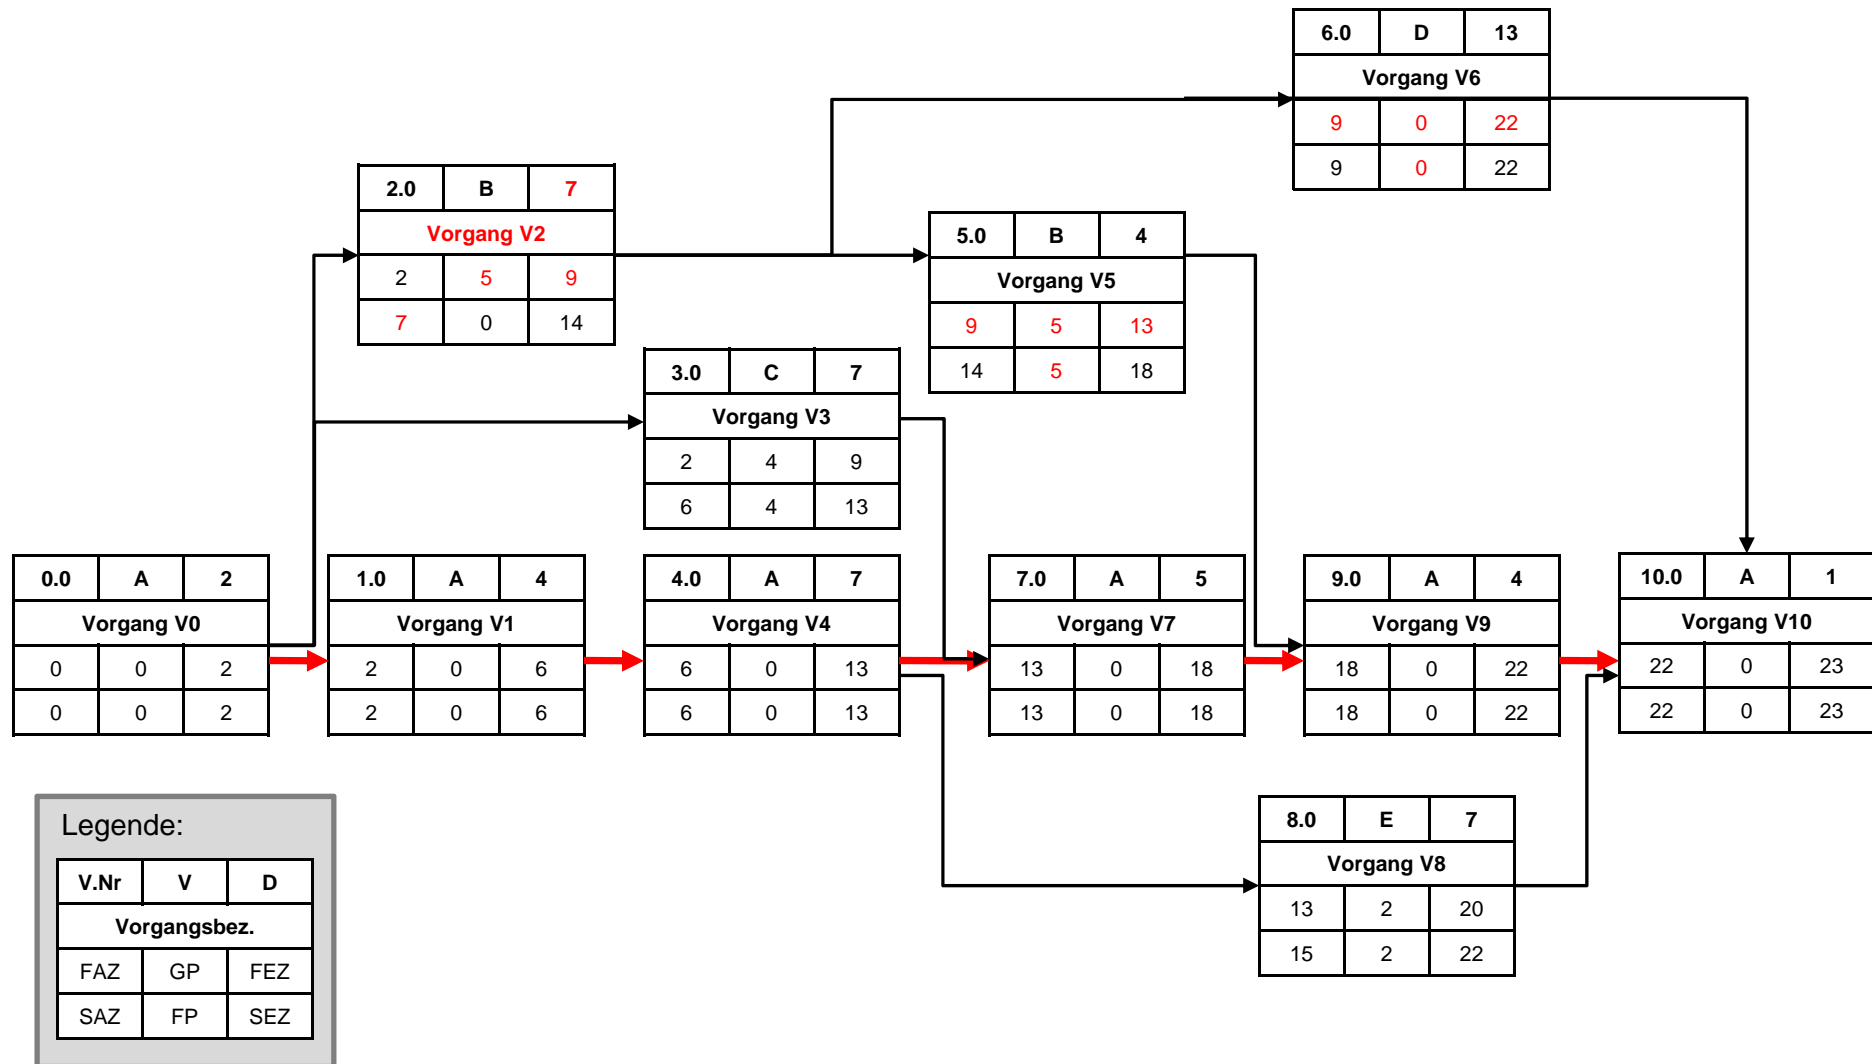 6.0 D 13
Vorgang V6
9 0 22
9 0 22
2.0 B 7
Vorgang V2
2 5 9
7 0 14
5.0 B 4
Vorgang V5
9 5 13
14 5 18
3.0 C 7
Vorgang V3
2 4 9
6 4 13
0.0 A 2
Vorgang V0
0 0 2
0 0 2
1.0 A 4
Vorgang V1
2 0 6
2 0 6
4.0 A 7
Vorgang V4
6 0 13
6 0 13
7.0 A 5
Vorgang V7
13 0 18
13 0 18
9.0 A 4
Vorgang V9
18 0 22
18 0 22
10.0 A 1
Vorgang V10
22 0 23
22 0 23
8.0 E 7
Vorgang V8
13 2 20
15 2 22
Legende:
V.Nr V D
Vorgangsbez.
FAZ GP FEZ
SAZ FP SEZ